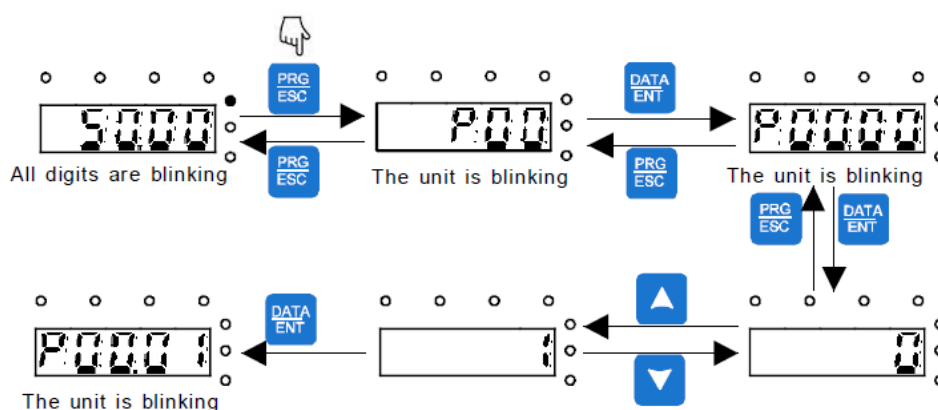 PRG
ESC
DATA
ENT
50.00
P00
P00.00
PRG
ESC
PRG
ESC
All digits are blinking
The unit is blinking
The unit is blinking
PRG
ESC
DATA
ENT
DATA
ENT
P00.01
1
0
The unit is blinking